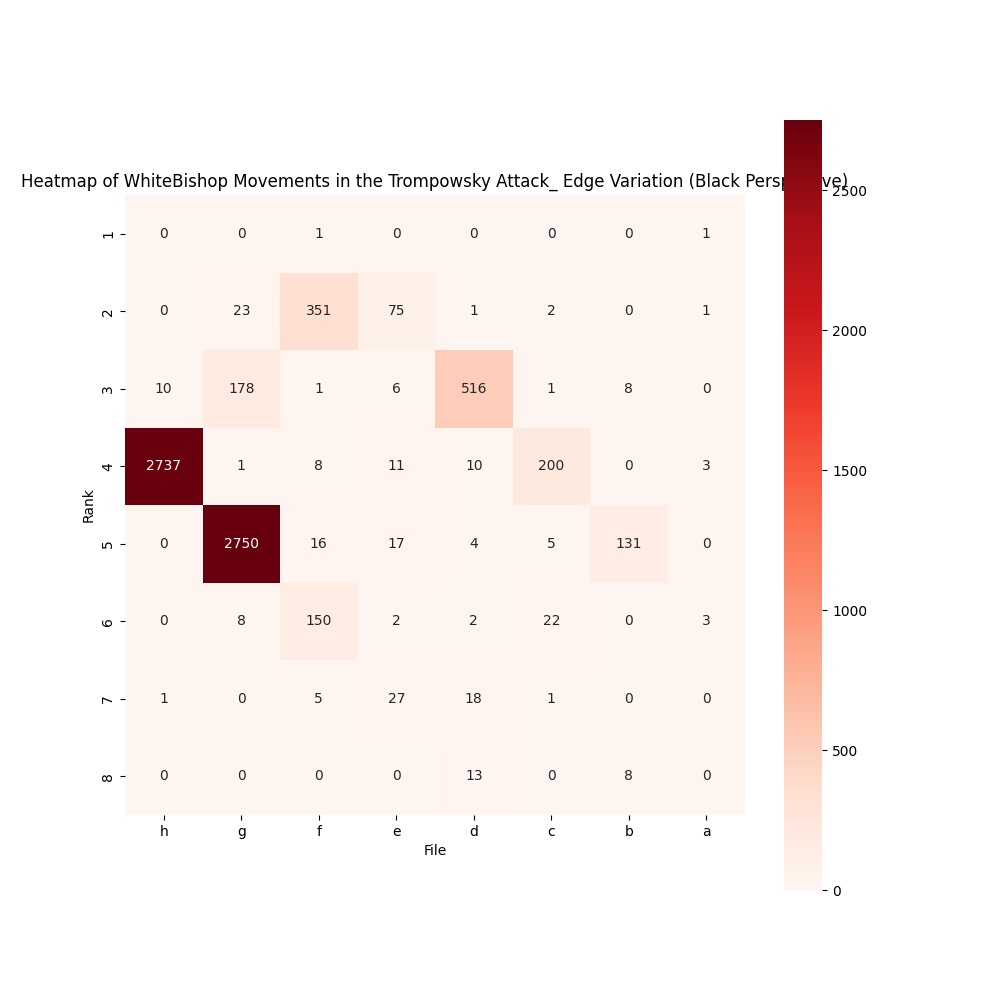 Heatmap of WhiteBishop Movements in the Trompowsky Attack_ Edge Variation (Black Pers ve)
2500
2000
1500
1000
500
0
Rank
1 0 0 1 0 0 0 0 1
2 0 23 351 75 1 2 0 1
3 10 178 1 6 516 1 8 0
4 2737 1 8 11 10 200 0 3
5 0 2750 16 17 4 5 131 0
6 0 8 150 2 2 22 0 3
7 1 0 5 27 18 1 0 0
8 0 0 0 0 13 0 8 0
h g f e d c b a
File